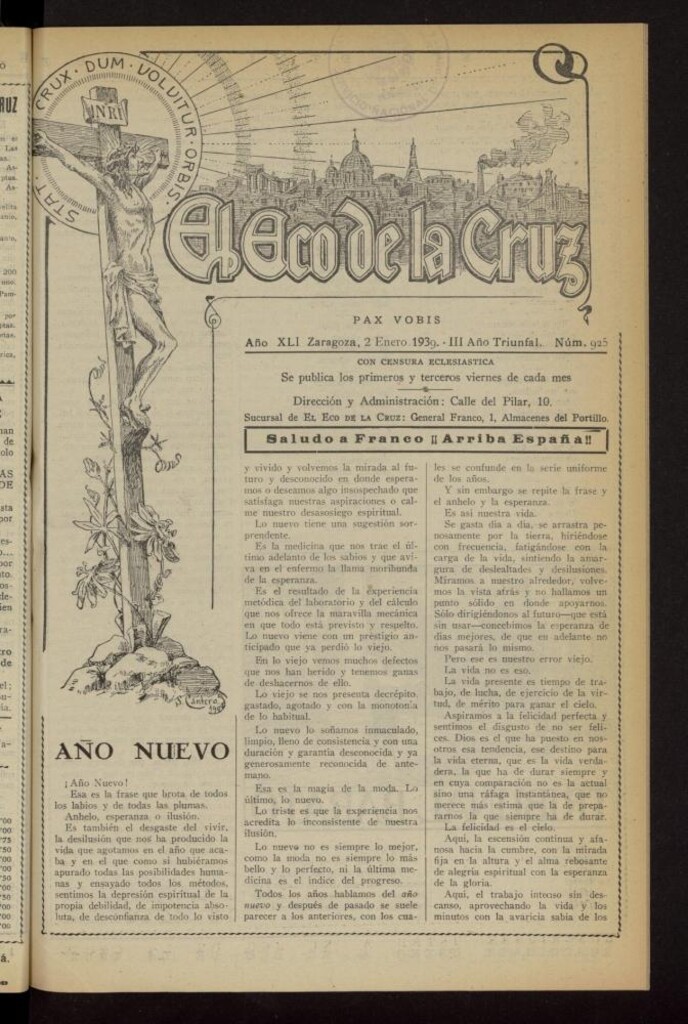 STAT · CRUX · DUM · VOLVITUR · ORBIS
INRI
El Eco de la Cruz
PAX VOBIS
Año XLI Zaragoza, 2 Enero 1939. - III Año Triunfal. Núm. 925
CON CENSURA ECLESIASTICA
Se publica los primeros y terceros viernes de cada mes
Dirección y Administración: Calle del Pilar, 10.
Sucursal de EL ECO DE LA CRUZ: General Franco, 1, Almacenes del Portillo.
Saludo a Franco ¡¡Arriba España!!
AÑO NUEVO
¡Año Nuevo!
Esa es la frase que brota de todos
los labios y de todas las plumas.
Anhelo, esperanza o ilusión.
Es también el desgaste del vivir,
la desilusión que nos ha producido la
vida que agotamos en el año que aca-
ba y en el que como si hubiéramos
apurado todas las posibilidades huma-
nas y ensayado todos los métodos,
sentimos la depresión espiritual de la
propia debilidad, de impotencia abso-
luta, de desconfianza de todo lo visto
y vivido y volvemos la mirada al fu-
turo y desconocido en donde espera-
mos o deseamos algo insospechado que
satisfaga nuestras aspiraciones o cal-
me nuestro desasosiego espiritual.
Lo nuevo tiene una sugestión sor-
prendente.
Es la medicina que nos trae el úl-
timo adelanto de los sabios y que avi-
va en el enfermo la llama moribunda
de la esperanza.
Es el resultado de la experiencia
metódica del laboratorio y del cálculo
que nos ofrece la maravilla mecánica
en que todo está previsto y resuelto.
Lo nuevo viene con un prestigio an-
ticipado que ya perdió lo viejo.
En lo viejo vemos muchos defectos
que nos han herido y tenemos ganas
de deshacernos de ello.
Lo viejo se nos presenta decrépito,
gastado, agotado y con la monotonía
de lo habitual.
Lo nuevo lo soñamos inmaculado,
limpio, lleno de consistencia y con una
duración y garantía desconocida y ya
generosamente reconocida de ante-
mano.
Esa es la magia de la moda. Lo
último, lo nuevo.
Lo triste es que la experiencia nos
acredita lo inconsistente de nuestra
ilusión.
Lo nuevo no es siempre lo mejor,
como la moda no es siempre lo más
bello y lo perfecto, ni la última me-
dicina es el índice del progreso.
Todos los años hablamos del año
nuevo y después de pasado se suele
parecer a los anteriores, con los cua-
les se confunde en la serie uniforme
de los años.
Y sin embargo se repite la frase y
el anhelo y la esperanza.
Es así nuestra vida.
Se gasta día a día, se arrastra pe-
nosamente por la tierra, hiriéndose
con frecuencia, fatigándose con la
carga de la vida, sintiendo la amar-
gura de deslealtades y desilusiones.
Miramos a nuestro alrededor, volve-
mos la vista atrás y no hallamos un
punto sólido en donde apoyarnos.
Sólo dirigiéndonos al futuro—que está
sin usar—concebimos la esperanza de
días mejores, de que en adelante no
nos pasará lo mismo.
Pero ese es nuestro error viejo.
La vida no es eso.
La vida presente es tiempo de tra-
bajo, de lucha, de ejercicio de la vir-
tud, de mérito para ganar el cielo.
Aspiramos a la felicidad perfecta y
sentimos el disgusto de no ser feli-
ces. Dios es el que ha puesto en nos-
otros esa tendencia, ese destino para
la vida eterna, que es la vida verda-
dera, la que ha de durar siempre y
en cuya comparación no es la actual
sino una ráfaga instantánea, que no
merece más estima que la de prepa-
rarnos la que siempre ha de durar.
La felicidad es el cielo.
Aquí, la ascensión continua y afa-
nosa hacia la cumbre, con la mirada
fija en la altura y el alma rebosante
de alegría espiritual con la esperanza
de la gloria.
Aquí, el trabajo intenso sin des-
canso, aprovechando la vida y los
minutos con la avaricia sabia de los